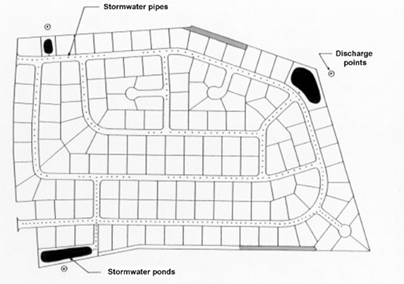 Stormwater pipes
Discharge
points
Stormwater ponds